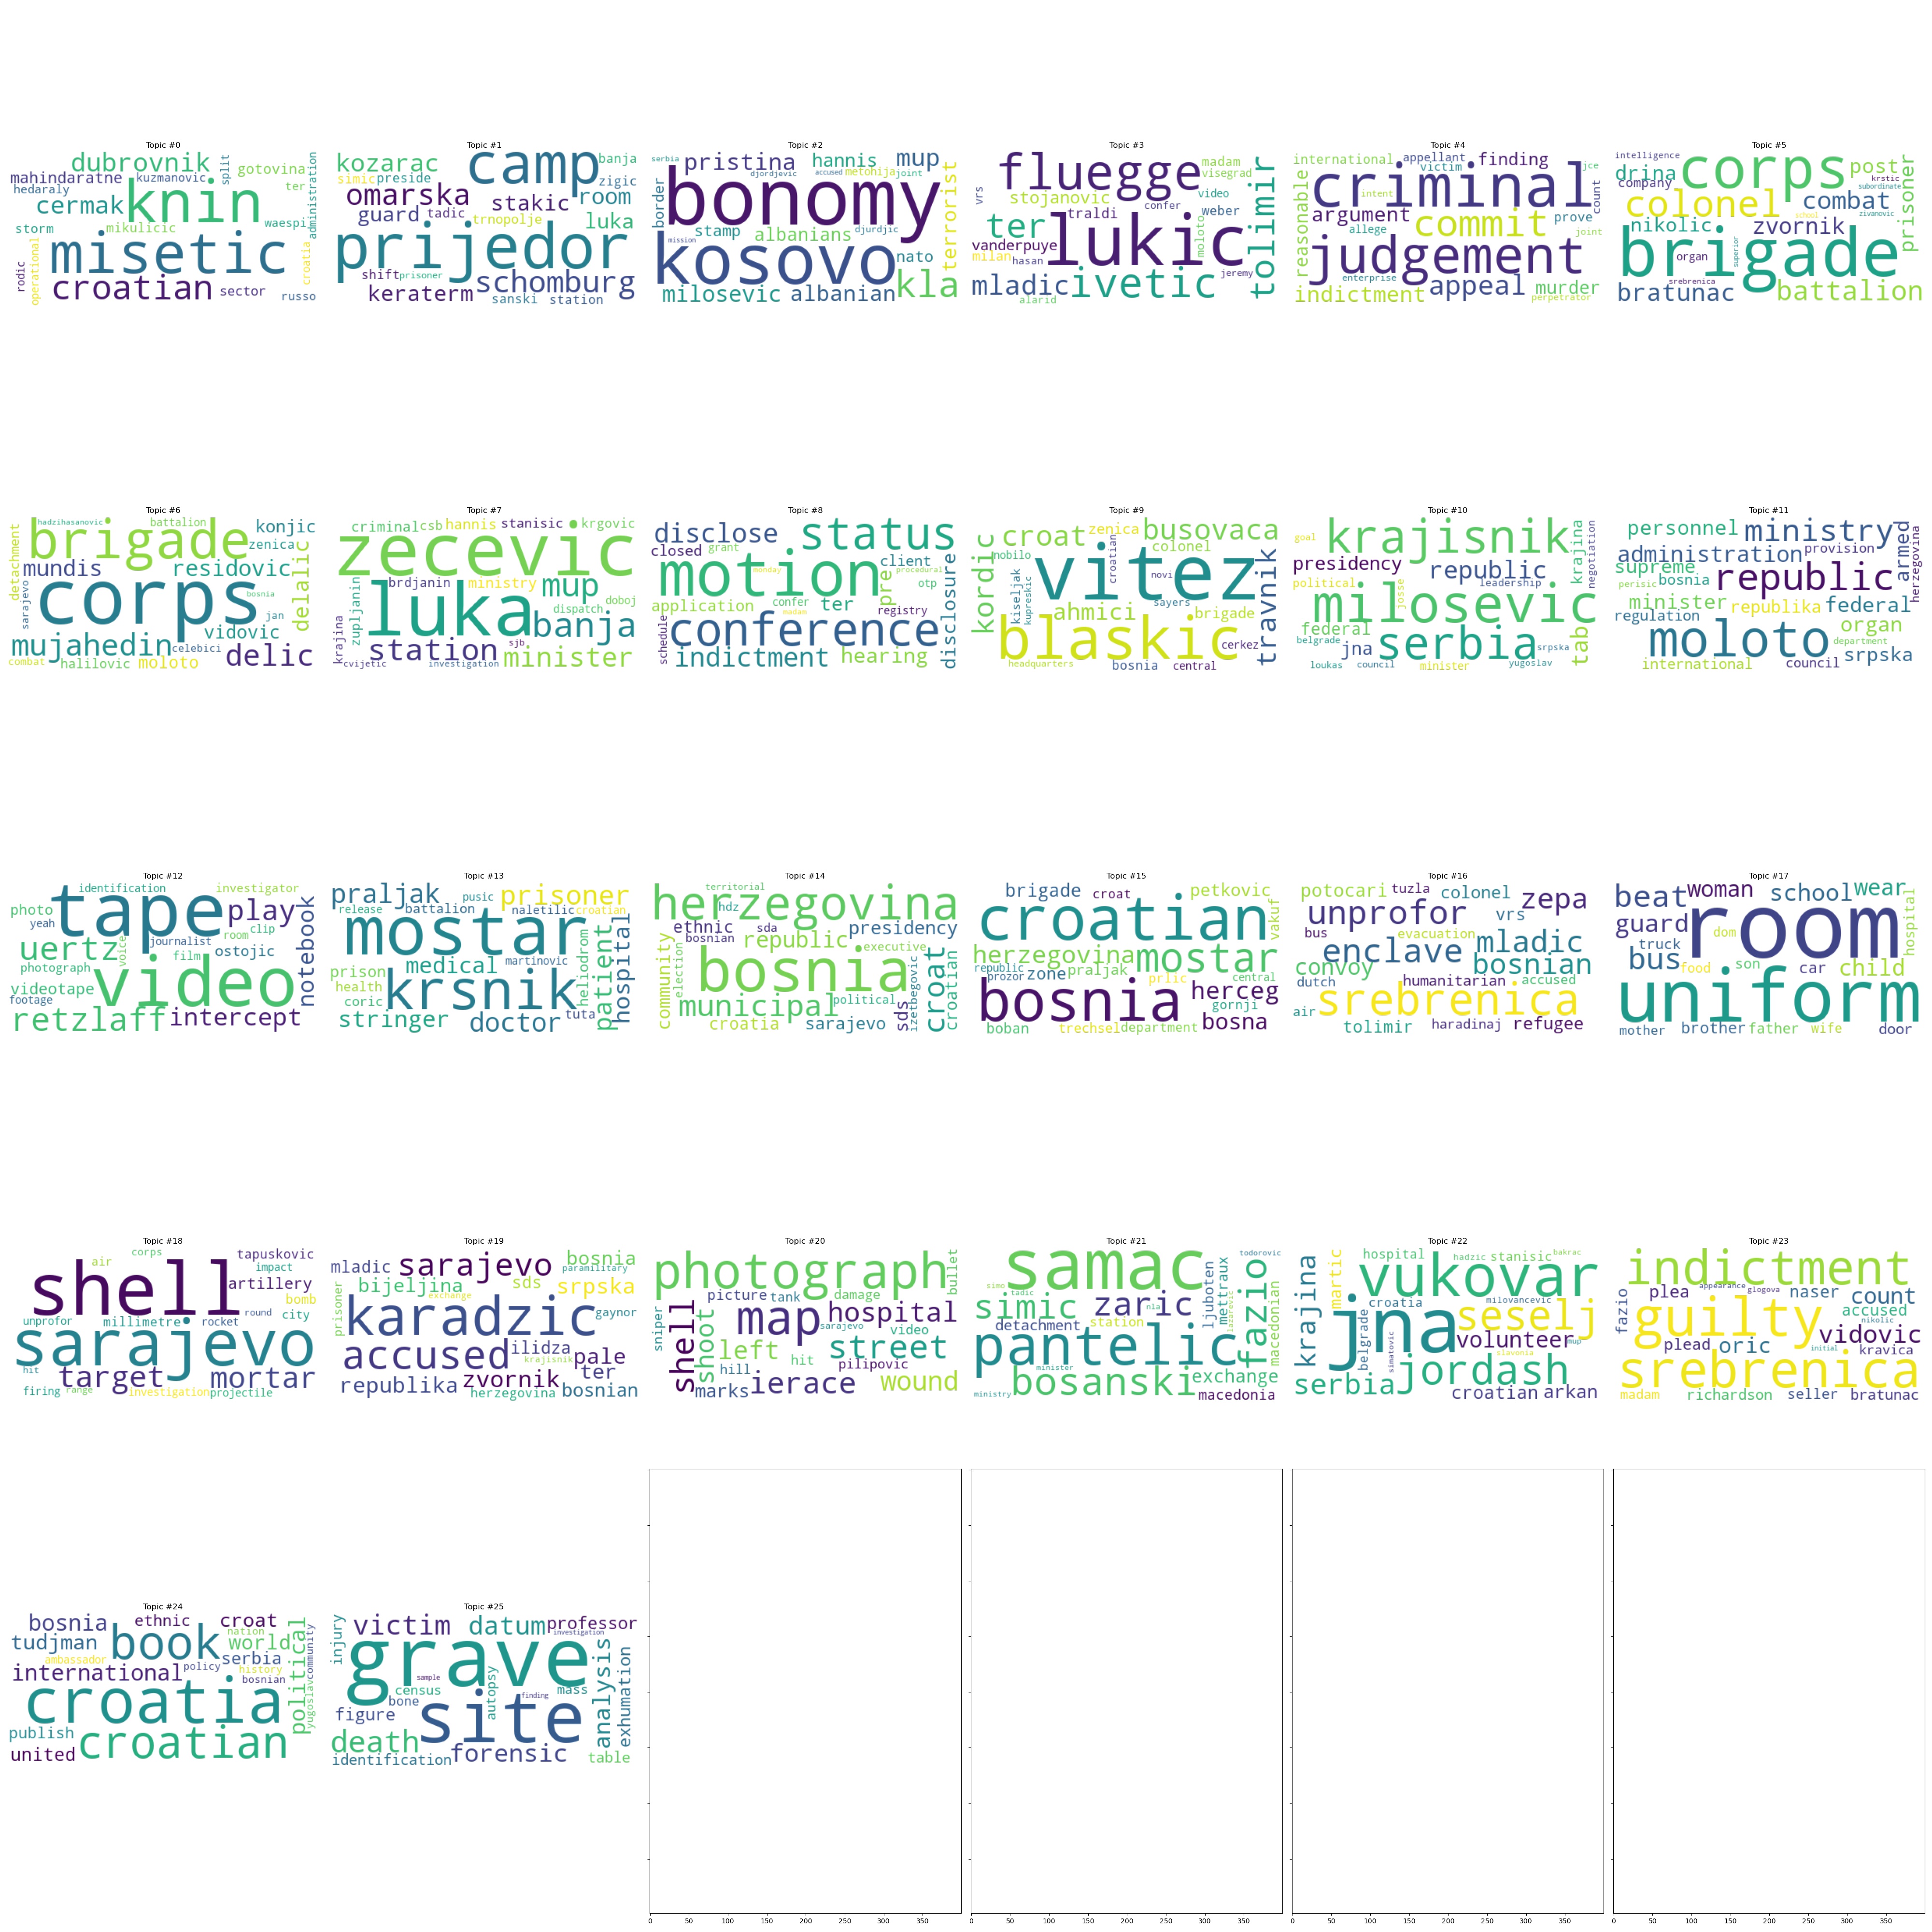 Topic #0
dubrovnik split gotovina administration
mahindaratne kuzmanovic ter
hedaraly
cermak knin waespi
storm mikulicic
rodic operational misetic croatia
croatian sector russo
Topic #1
kozarac camp banja
simic preside zigic
omarska stakic room
guard tadic trnopolje luka
prijedor
shift prisoner schomburg
keraterm sanski station
Topic #2
serbia pristina hannis mup
djordjevic accused metohija joint
border bonomy terrorist
stamp albanians djurdjic
mission kosovo nato
milosevic albanian kla
Topic #3
fluegge madam visegrad
vrs stojanovic confer video
ter traldi weber tolimir
vanderpuye lukic moloto
milan hasan jeremy
mladic ivetic
alarid
Topic #4
international appellant finding
victim jce
reasonable criminal intent count
argument commit prove
allege judgement joint
enterprise
indictment appeal murder
perpetrator
Topic #5
intelligence corps post
drina krstic
company subordinate
colonel combat prisoner
nikolic school zivanovic
organ zvornik
brigade superior
srebrenica
bratunac battalion
Topic #6
hadzihasanovic battalion konjic
detachment brigade zenica
mundis residovic delalic
sarajevo corps bosnia
jan
mujahedin vidovic
celebici
combat halilovic moloto delic
Topic #7
criminal csb hannis stanisic krgovic
zecevic
brdjanin ministry mup
zupljanin luka dispatch doboj
krajina banja
station sjb
cvijetic investigation minister
Topic #8
disclose status
closed grant client
motion pre procedural
monday otp
application confer ter disclosure
registry
schedule conference
indictment hearing
madam
Topic #9
croat zenica busovaca
kordic nobilo colonel
vitez croatian travnik
kiseljak novi
kupreskic sayers
ahmici brigade
blaskic cerkez
headquarters bosnia central
Topic #10
goal krajisnik krajina negotiation
presidency republic
political josse leadership
milosevic
federal tab
belgrade jna serbia srpska
loukas council minister yugoslav
Topic #11
personnel ministry armed herzegovina
administration provision
supreme republic
perisic bosnia
minister republika federal
regulation organ
moloto department
srpska
international council
Topic #12
identification investigator
photo tape play notebook
yeah clip
uertz journalist room
voice film ostojic
photograph
videotape video
footage
retzlaff intercept
Topic #13
praljak pusic prisoner
release battalion naletilic croatian
mostar hospital
medical martinovic heliodrom patient
prison
health krsnik
coric tuta
stringer doctor
Topic #14
territorial
herzegovina
hdz
ethnic sda presidency
bosnian republic executive
community election bosnia izetbegovic croat croatian
municipal political
croatia sarajevo sds
Topic #15
brigade croat petkovic
croatian vakuf
herzegovina mostar
republic
prozor zone praljak prlic central
bosnia herceg
gornji
boban trechsel department bosna
Topic #16
potocari tuzla colonel zepa
unprofor vrs
bus evacuation
enclave mladic
convoy bosnian
dutch humanitarian accused
air srebrenica
tolimir haradinaj refugee
Topic #17
beat woman school wear
guard room hospital
truck dom
bus son car child
food
uniform
mother brother father wife door
Topic #18
corps tapuskovic
air impact
shell artillery
bomb
round city
unprofor millimetre rocket
sarajevo
hit target mortar
firing range investigation projectile
Topic #19
mladic sarajevo bosnia
paramilitary
bijeljina sds srpska
prisoner exchange
karadzic gaynor
accused ilidza pale
krajisnik
republika zvornik ter
herzegovina bosnian
Topic #20
photograph bullet
picture tank damage
sniper shell shoot map hospital
sarajevo video
left street
hill hit pilipovic
marks ierace wound
Topic #21
samac todorovic
simo tadic ljuboten mettraux fazio
simic zaric nla lazarevic macedonian
detachment station
pantelic
minister exchange
ministry bosanski macedonia
Topic #22
hospital hadzic stanisic bakrac
martic vukovar
krajina croatia milovancevic
jna seselj
belgrade volunteer mup
simatovic slavonia
serbia jordash
croatian arkan
Topic #23
indictment
appearance glogova
plea naser count
fazio guilty accused
nikolic
plead oric vidovic
initial kravica
srebrenica
madam richardson seller bratunac
Topic #24
bosnia ethnic croat
nation
tudjman book world political community
ambassador serbia
international policy history
bosnian yugoslav
croatia
publish
united croatian
Topic #25
victim datum professor
injury investigation
grave analysis exhumation
sample
census autopsy mass
bone finding
figure site
death
identification forensic table
0 50 100 150 200 250 300 350
0 50 100 150 200 250 300 350
0 50 100 150 200 250 300 350
0 50 100 150 200 250 300 350